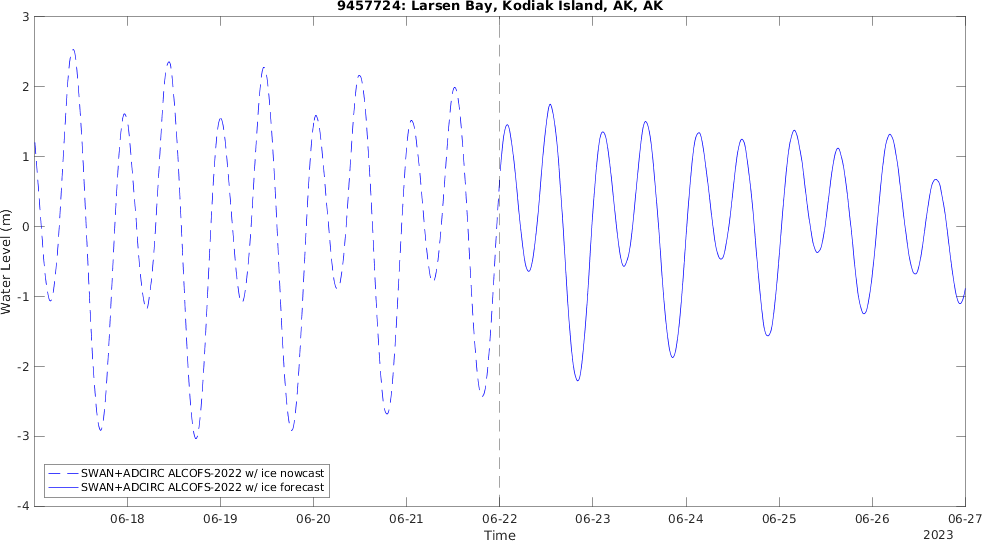 9457724: Larsen Bay, Kodiak Island, AK, AK
3
2
1
0
-1
-2
-3
-4
Water Level (m)
SWAN+ADCIRC ALCOFS-2022 w/ ice nowcast
SWAN+ADCIRC ALCOFS-2022 w/ ice forecast
06-18 06-19 06-20 06-21 06-22 06-23 06-24 06-25 06-26 06-27
Time
2023